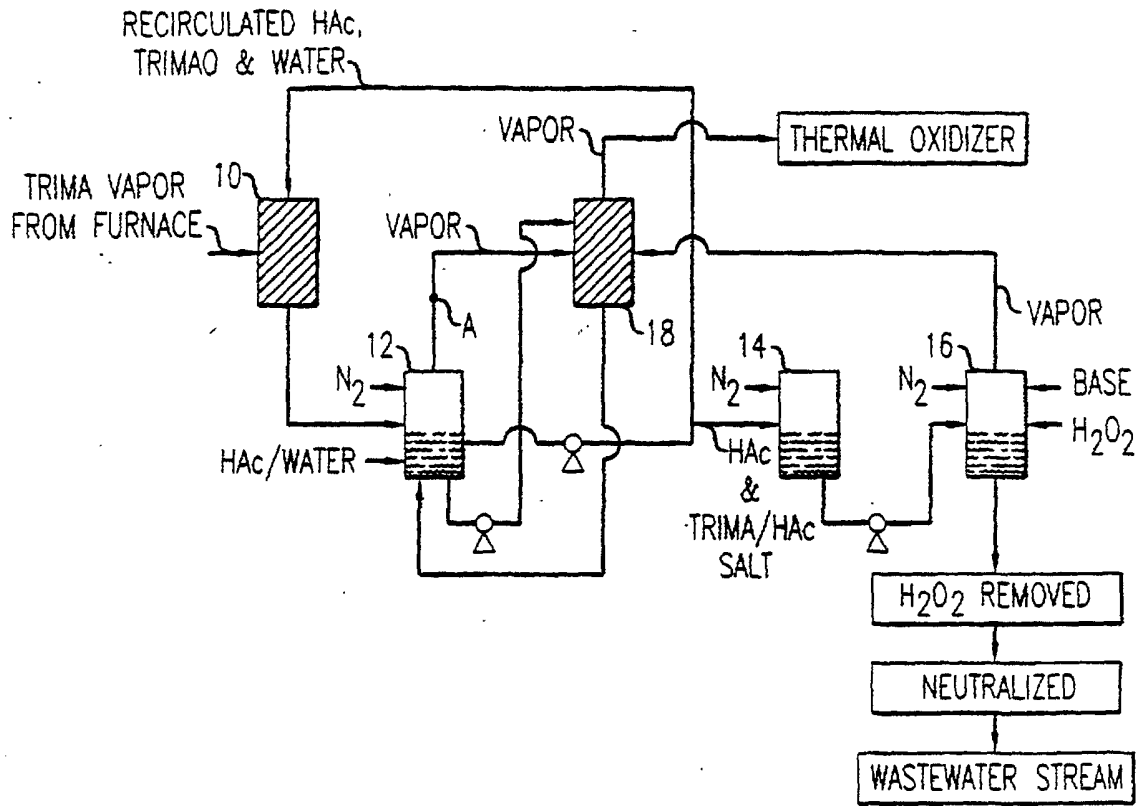 RECIRCULATED HAc,
TRIMAO & WATER
VAPOR
THERMAL OXIDIZER
10
TRIMA VAPOR
FROM FURNACE
VAPOR
A
18
VAPOR
12
N2
HAc/WATER
14
N2
HAc
&
TRIMA/HAc
SALT
16
N2
BASE
H2O2
H2O2 REMOVED
NEUTRALIZED
WASTEWATER STREAM